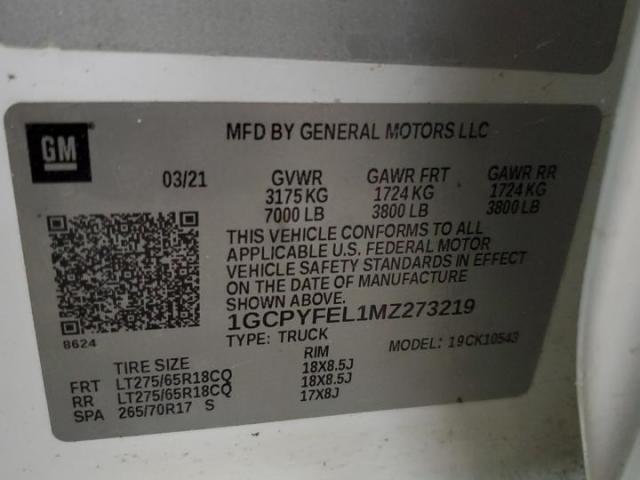 GM
MFD BY GENERAL MOTORS LLC
03/21
GVWR GAWR FRT GAWR RR
3175 KG 1724 KG 1724 KG
7000 LB 3800 LB 3800 LB
THIS VEHICLE CONFORMS TO ALL
APPLICABLE U.S. FEDERAL MOTOR
VEHICLE SAFETY STANDARDS IN EFFECT
ON THE DATE OF MANUFACTURE
SHOWN ABOVE.
1GCPYFEL1MZ273219
8624
TYPE: TRUCK MODEL: 19CK10543
TIRE SIZE RIM
FRT LT275/65R18CQ 18X8.5J
RR LT275/65R18CQ 18X8.5J
SPA 265/70R17 S 17X8J